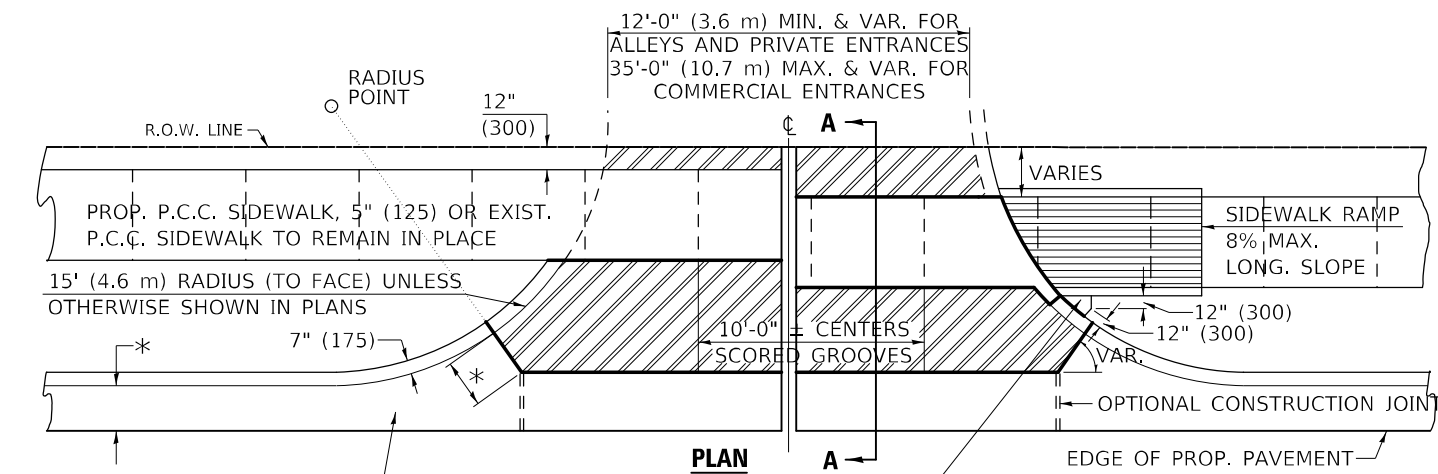 12'-0" (3.6 m) MIN. & VAR. FOR
ALLEYS AND PRIVATE ENTRANCES
35'-0" (10.7 m) MAX. & VAR. FOR
COMMERCIAL ENTRANCES
RADIUS
POINT
12"
(300)
R.O.W. LINE
℄
A
VARIES
PROP. P.C.C. SIDEWALK, 5" (125) OR EXIST.
P.C.C. SIDEWALK TO REMAIN IN PLACE
SIDEWALK RAMP
8% MAX.
LONG. SLOPE
15' (4.6 m) RADIUS (TO FACE) UNLESS
OTHERWISE SHOWN IN PLANS
12" (300)
12" (300)
7" (175)
10'-0" ± CENTERS
SCORED GROOVES
VAR.
*
*
OPTIONAL CONSTRUCTION JOINT
EDGE OF PROP. PAVEMENT
PLAN
A